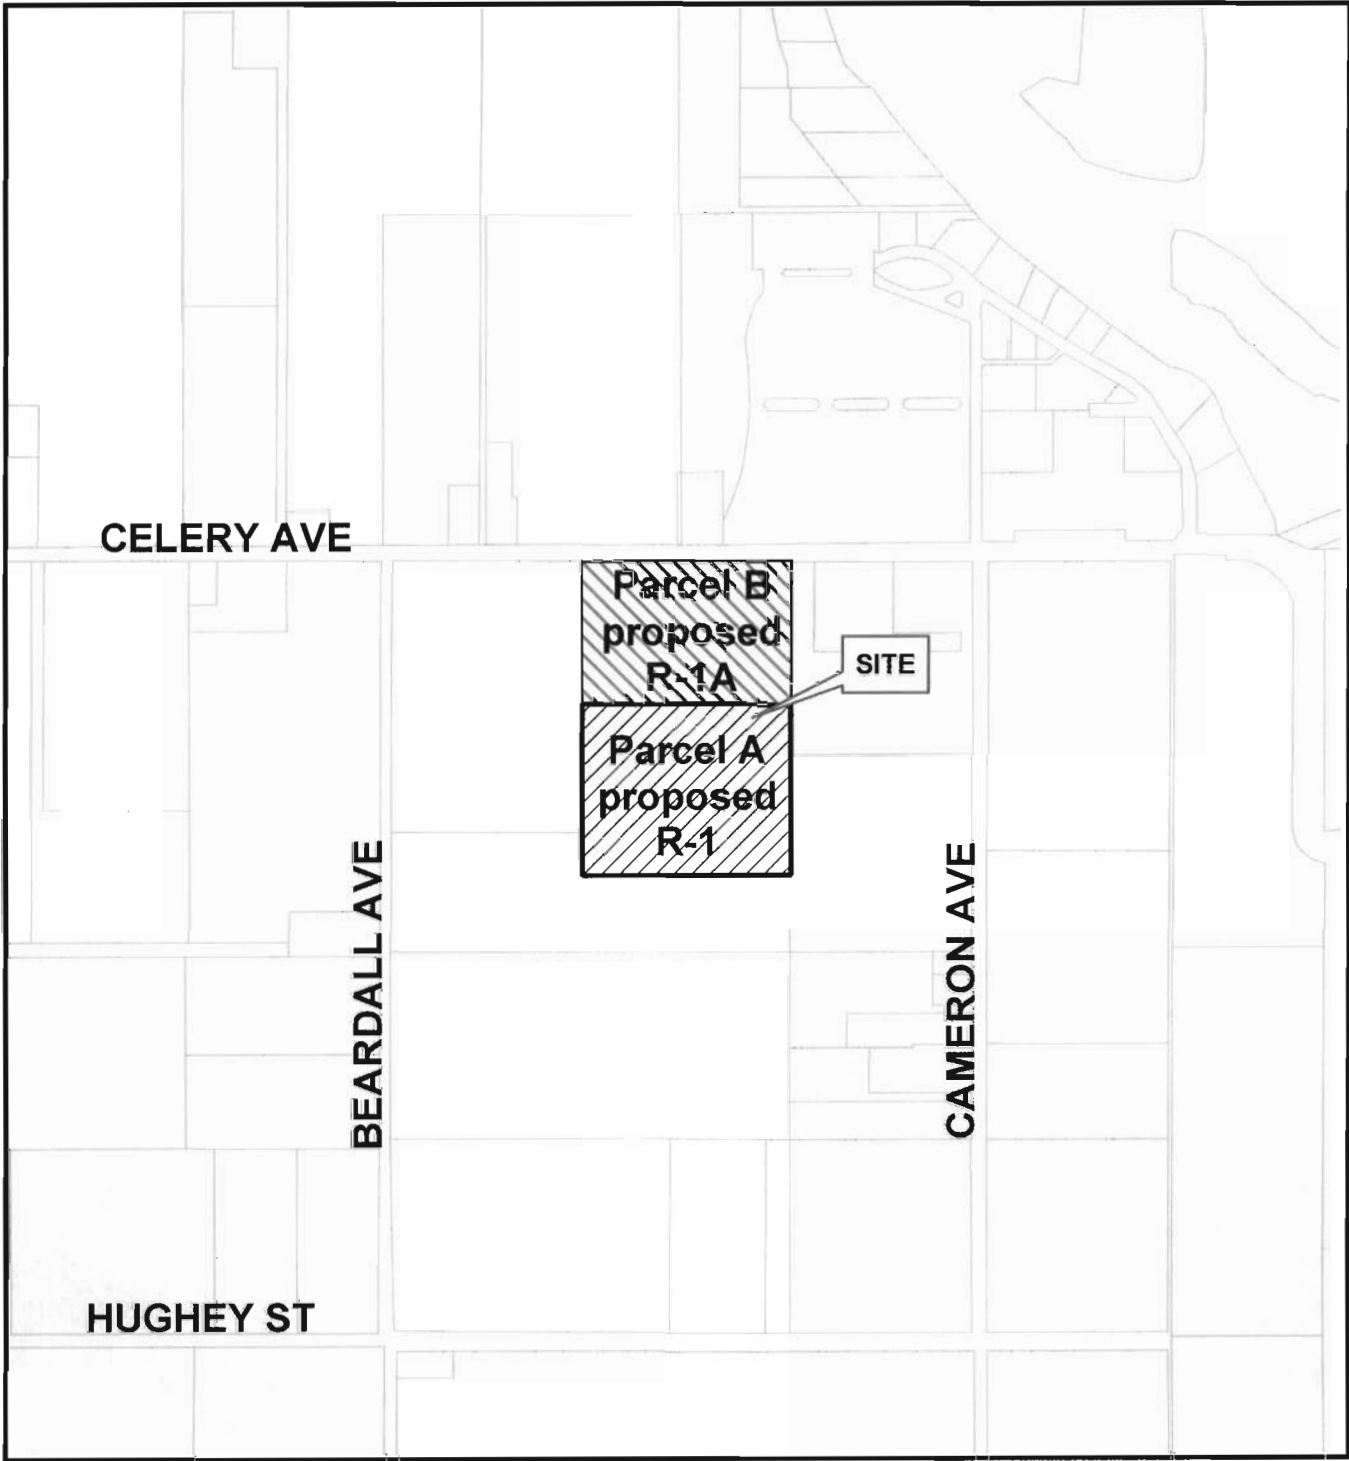 CELERY AVE
Parcel B
proposed
R-1A
SITE
Parcel A
proposed
R-1
BEARDALL AVE
CAMERON AVE
HUGHEY ST